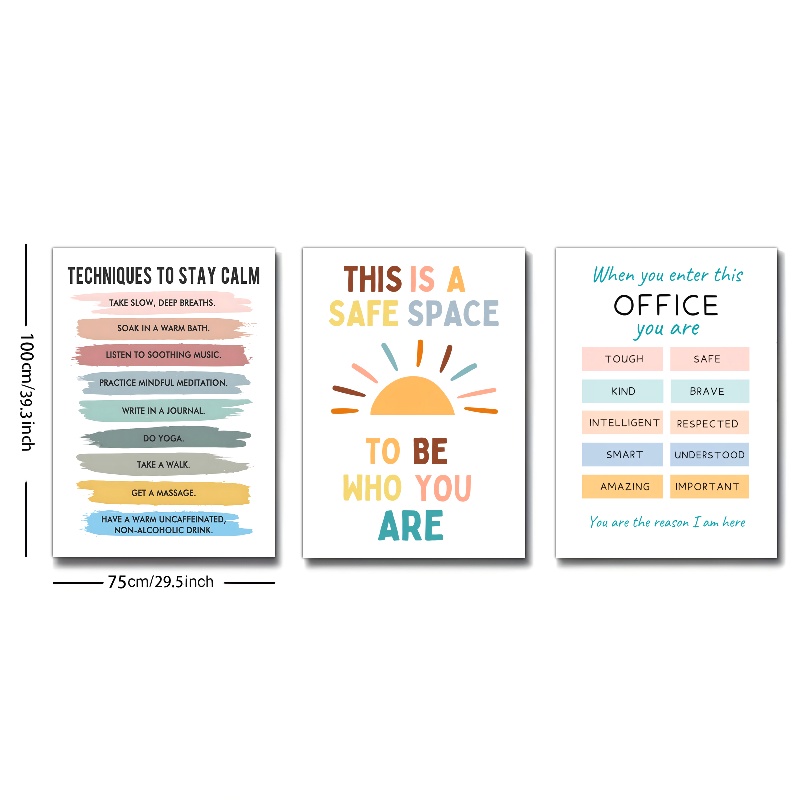 100cm/39.3inch
TECHNIQUES TO STAY CALM
TAKE SLOW, DEEP BREATHS.
SOAK IN A WARM BATH.
LISTEN TO SOOTHING MUSIC.
PRACTICE MINDFUL MEDITATION.
WRITE IN A JOURNAL.
DO YOGA.
TAKE A WALK.
GET A MASSAGE.
HAVE A WARM UNCAFFEINATED,
NON-ALCOHOLIC DRINK.
75cm/29.5inch
THIS IS A
SAFE SPACE
TO BE
WHO YOU
ARE
When you enter this
OFFICE
you are
TOUGH SAFE
KIND BRAVE
INTELLIGENT RESPECTED
SMART UNDERSTOOD
AMAZING IMPORTANT
You are the reason I am here